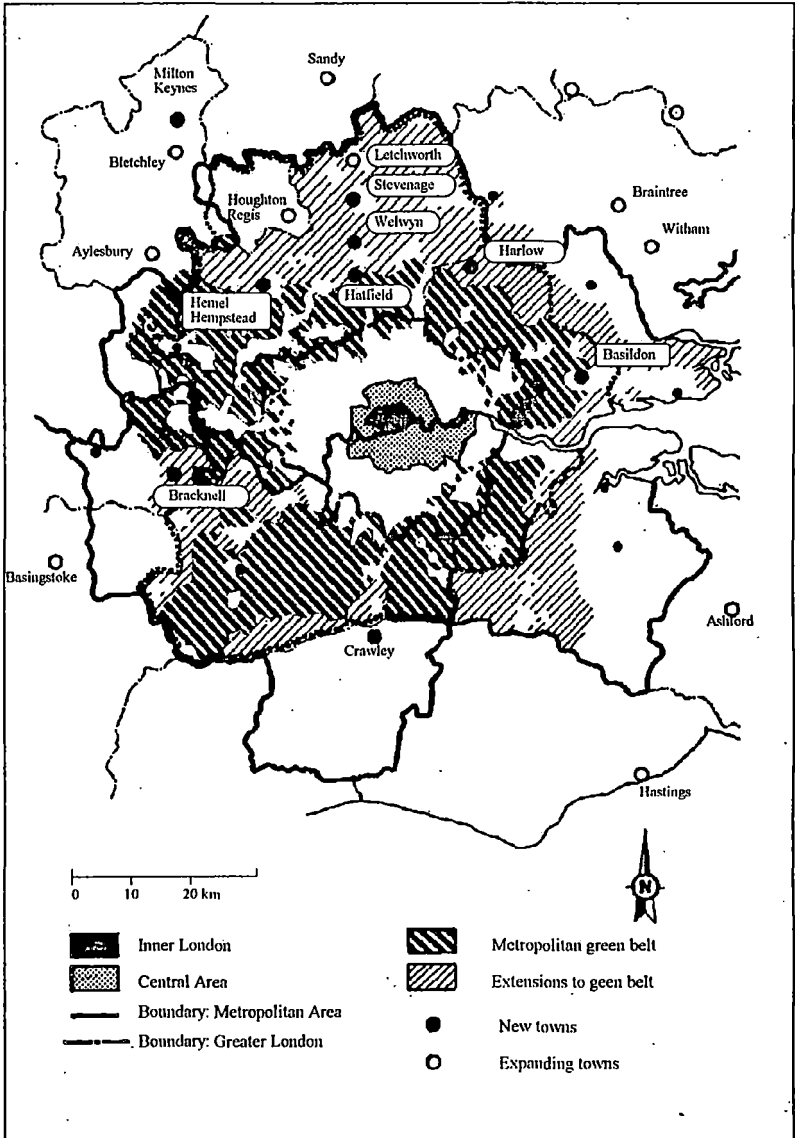 Sandy
Milton
Keynes
Bletchley
Letchworth
Stevenage
Houghton
Regis
Braintree
Welwyn
Witham
Harlow
Aylesbury
Hemel
Hempstead
Hatfield
Basildon
Bracknell
Basingstoke
Ashford
Crawley
Hastings
0 10 20 km
N
Inner London
Metropolitan green belt
Central Area
Extensions to geen belt
Boundary: Metropolitan Area
New towns
Boundary: Greater London
Expanding towns